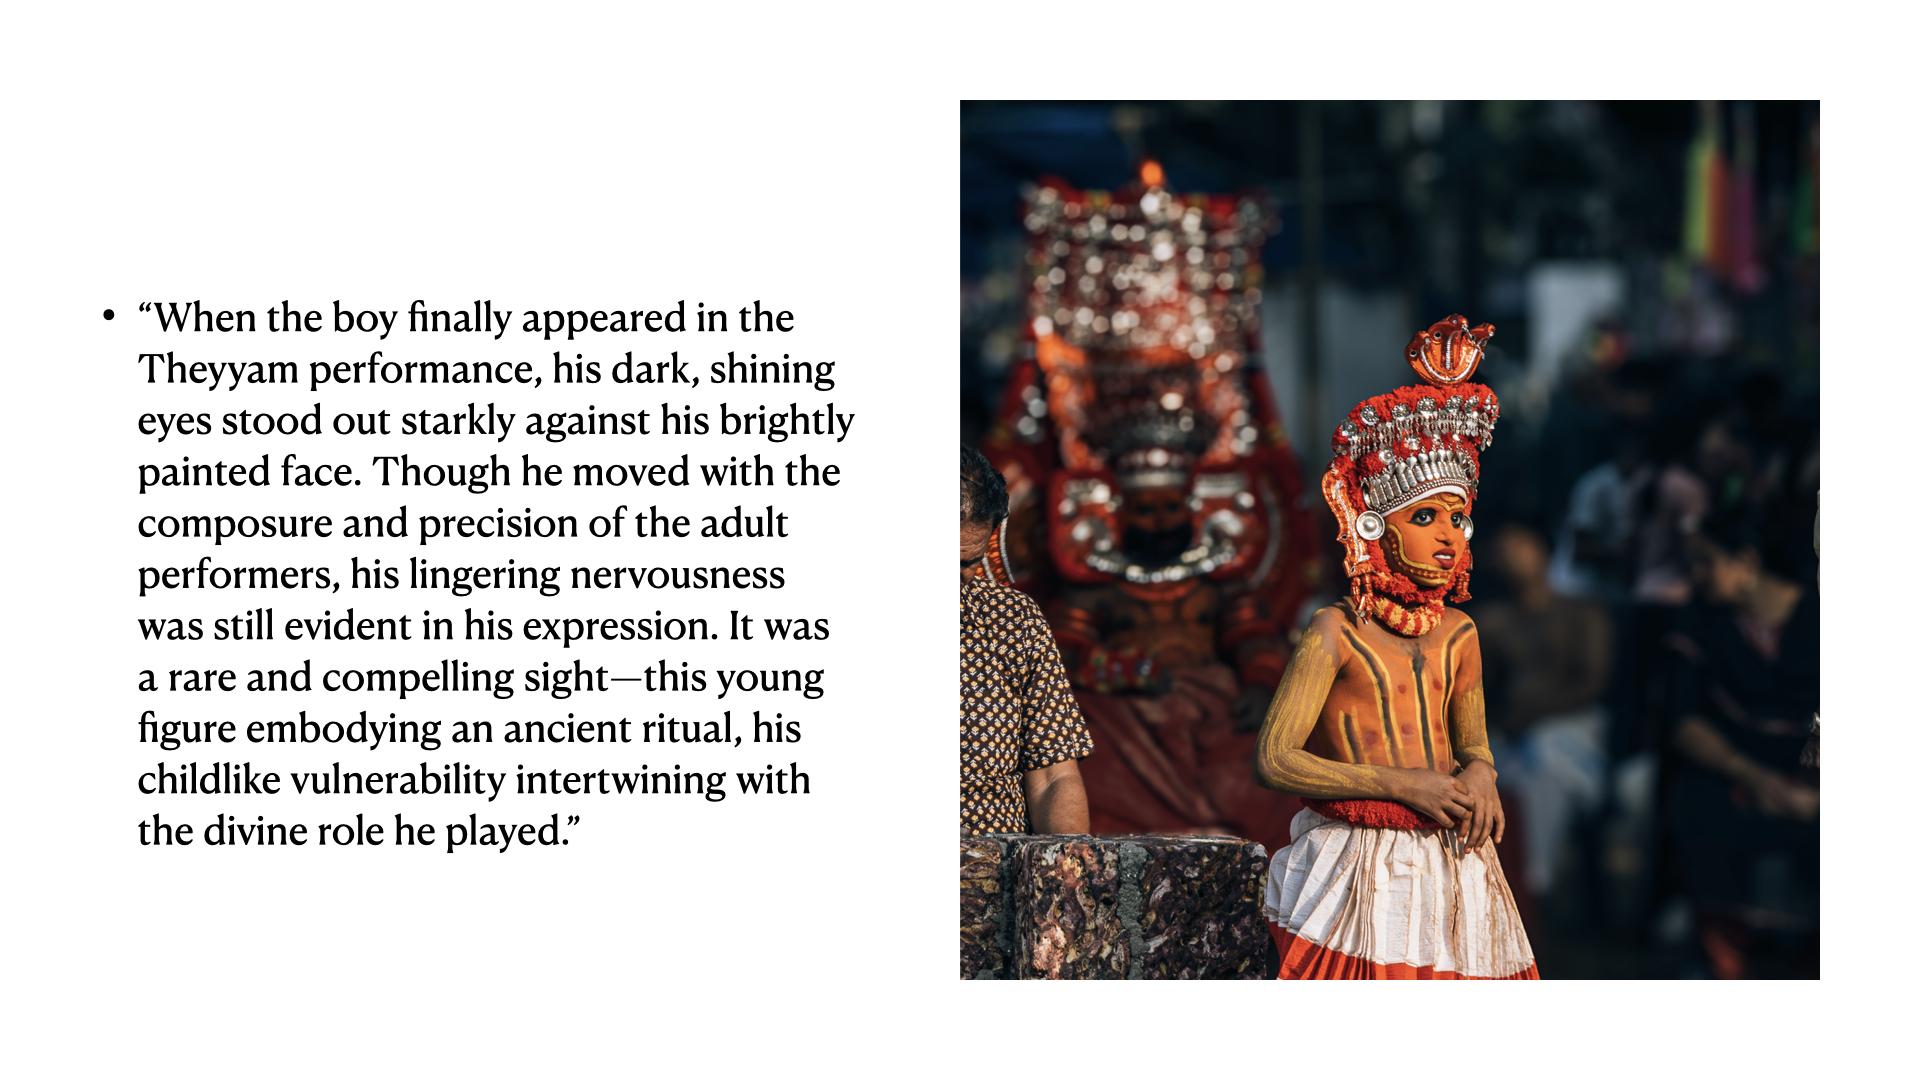 • “When the boy finally appeared in the
Theyyam performance, his dark, shining
eyes stood out starkly against his brightly
painted face. Though he moved with the
composure and precision of the adult
performers, his lingering nervousness
was still evident in his expression. It was
a rare and compelling sight—this young
figure embodying an ancient ritual, his
childlike vulnerability intertwining with
the divine role he played.”